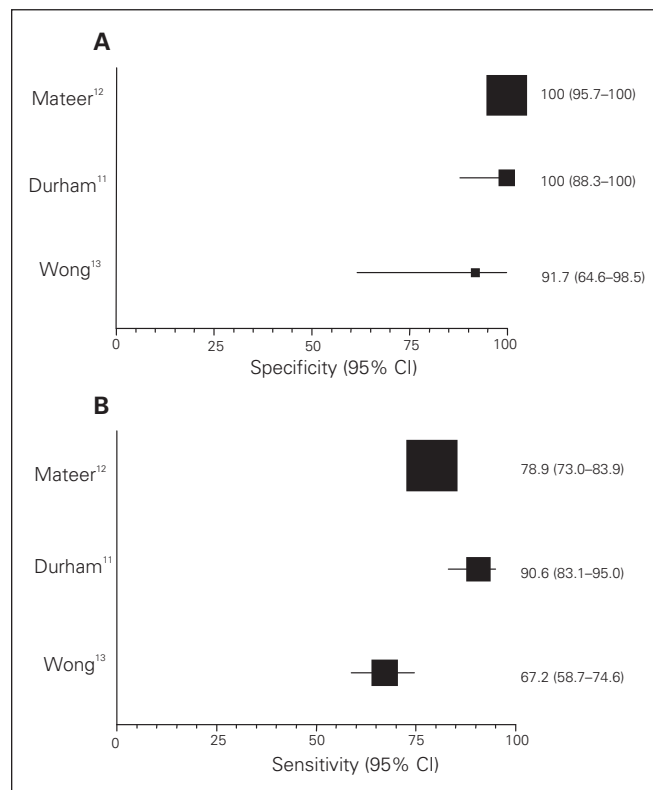 A
Mateer¹² 100 (95.7–100)
Durham¹¹ 100 (88.3–100)
Wong¹³ 91.7 (64.6–98.5)
0 25 50 75 100
Specificity (95% CI)
B
Mateer¹² 78.9 (73.0–83.9)
Durham¹¹ 90.6 (83.1–95.0)
Wong¹³ 67.2 (58.7–74.6)
0 25 50 75 100
Sensitivity (95% CI)